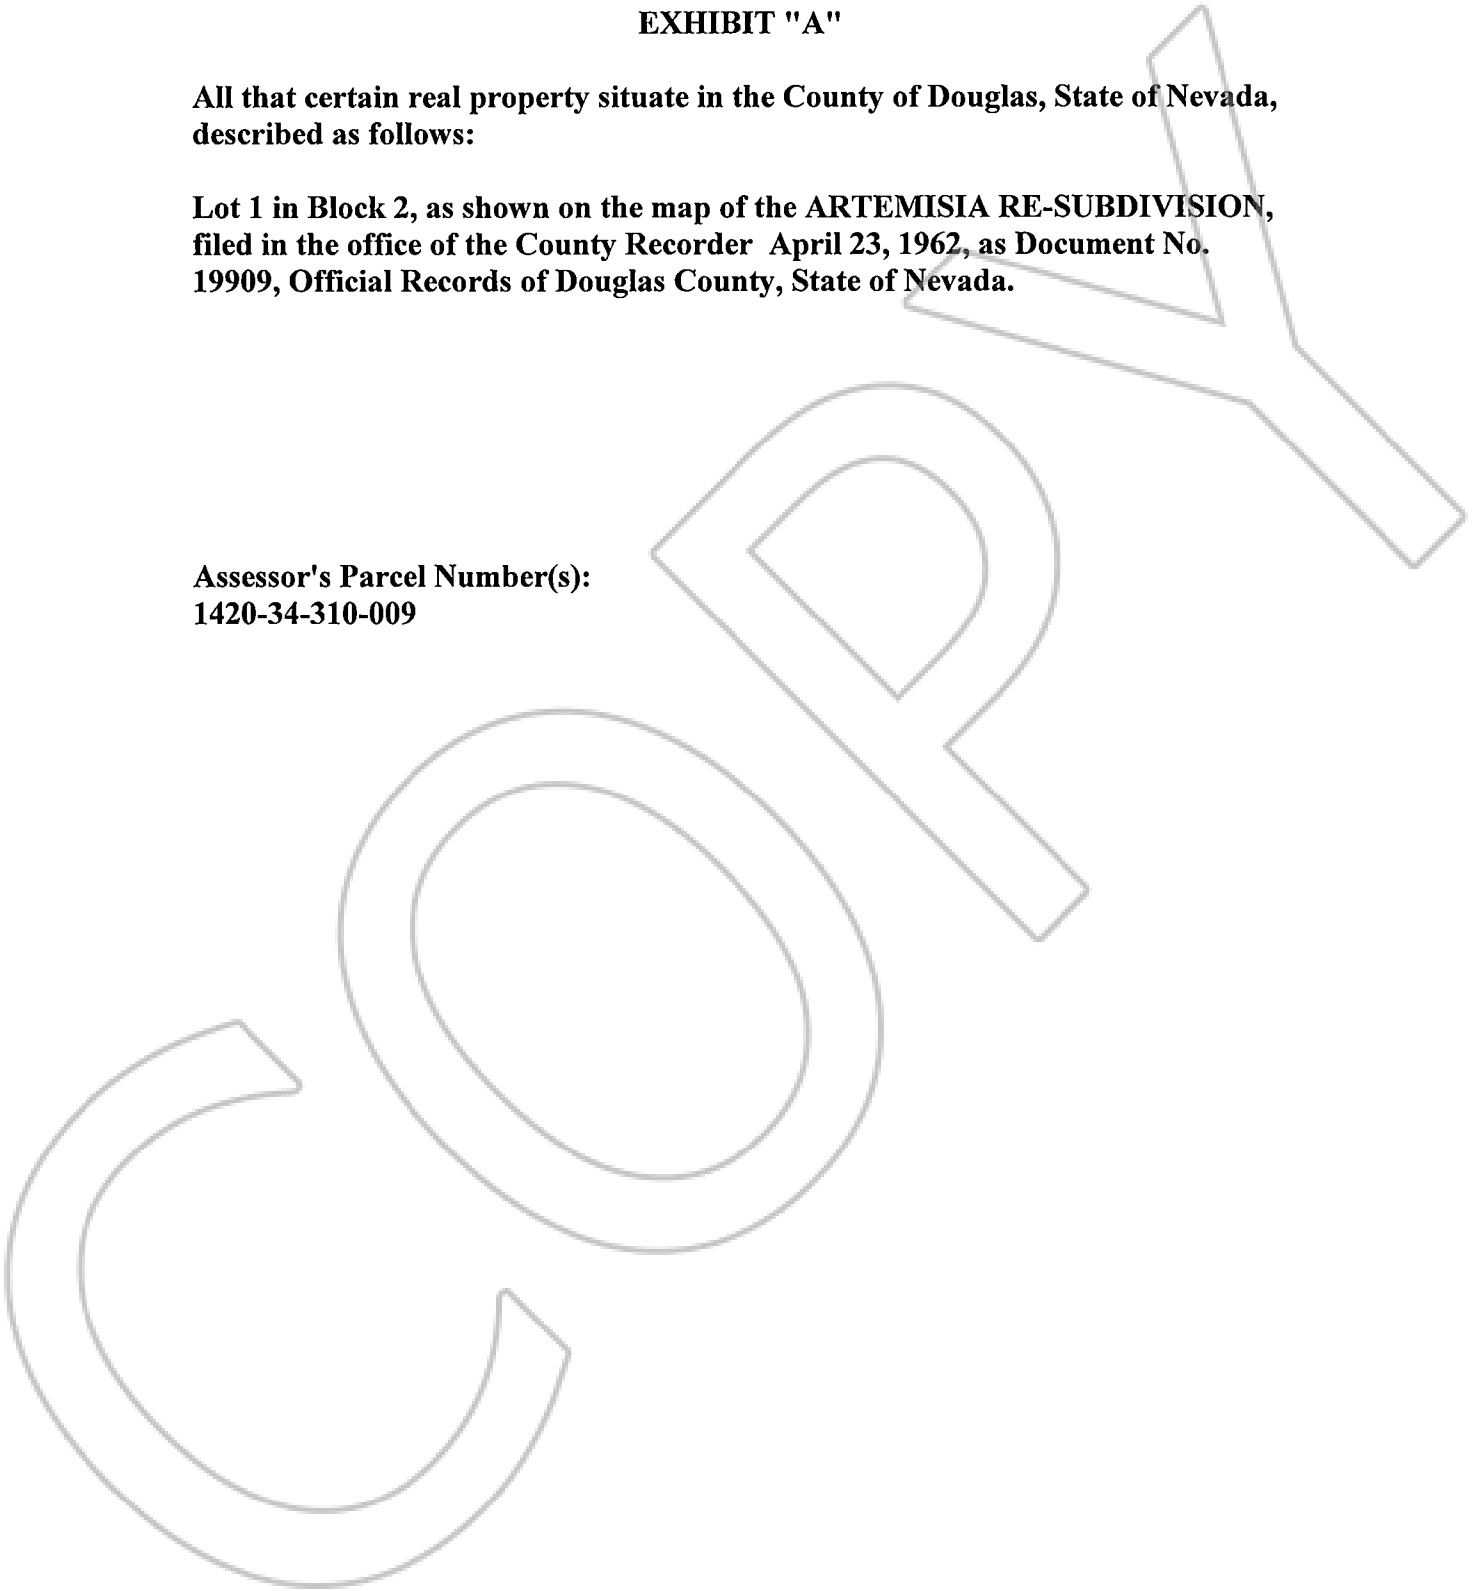 EXHIBIT "A"
All that certain real property situate in the County of Douglas, State of Nevada,
described as follows:
Lot 1 in Block 2, as shown on the map of the ARTEMISIA RE-SUBDIVISION,
filed in the office of the County Recorder  April 23, 1962, as Document No.
19909, Official Records of Douglas County, State of Nevada.
Assessor's Parcel Number(s):
1420-34-310-009
COPY